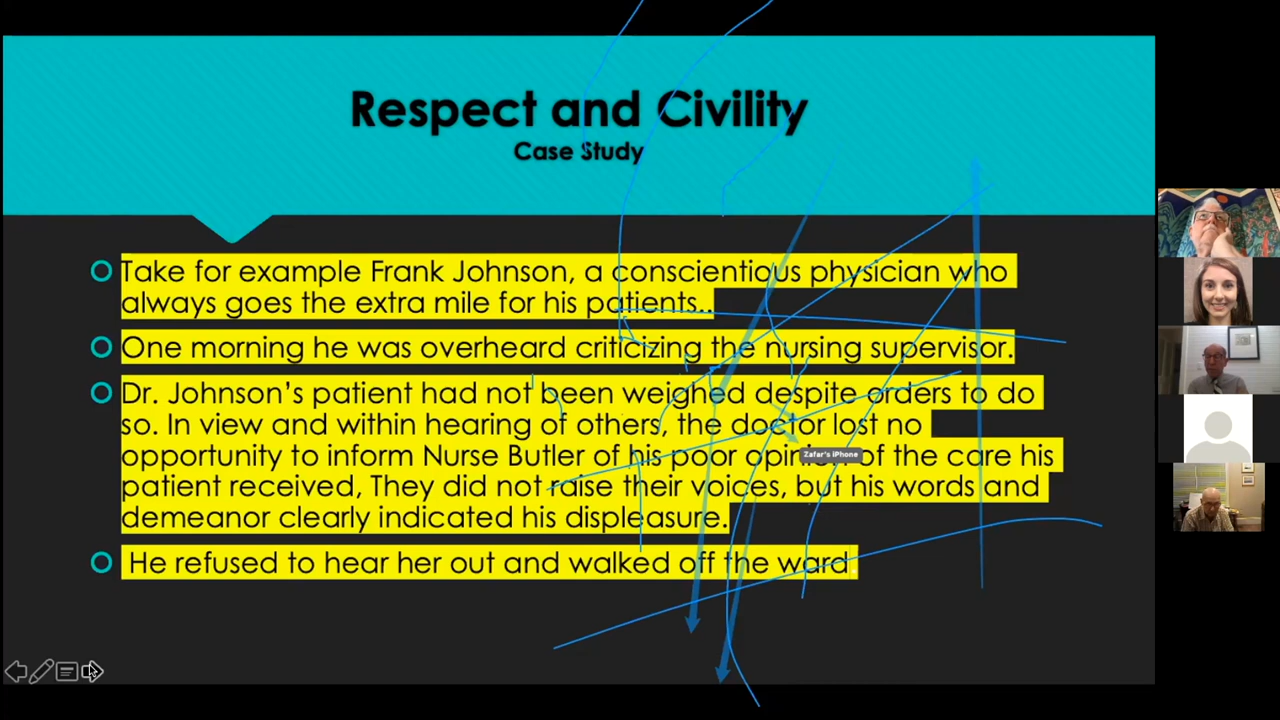 Respect and Civility
Case Study
Take for example Frank Johnson, a conscientious physician who
always goes the extra mile for his patients..
One morning he was overheard criticizing the nursing supervisor.
Dr. Johnson’s patient had not been weighed despite orders to do
so. In view and within hearing of others, the doctor lost no
opportunity to inform Nurse Butler of his poor opinion of the care his
patient received, They did not raise their voices, but his words and
demeanor clearly indicated his displeasure.
He refused to hear her out and walked off the ward.
Zafar's iPhone